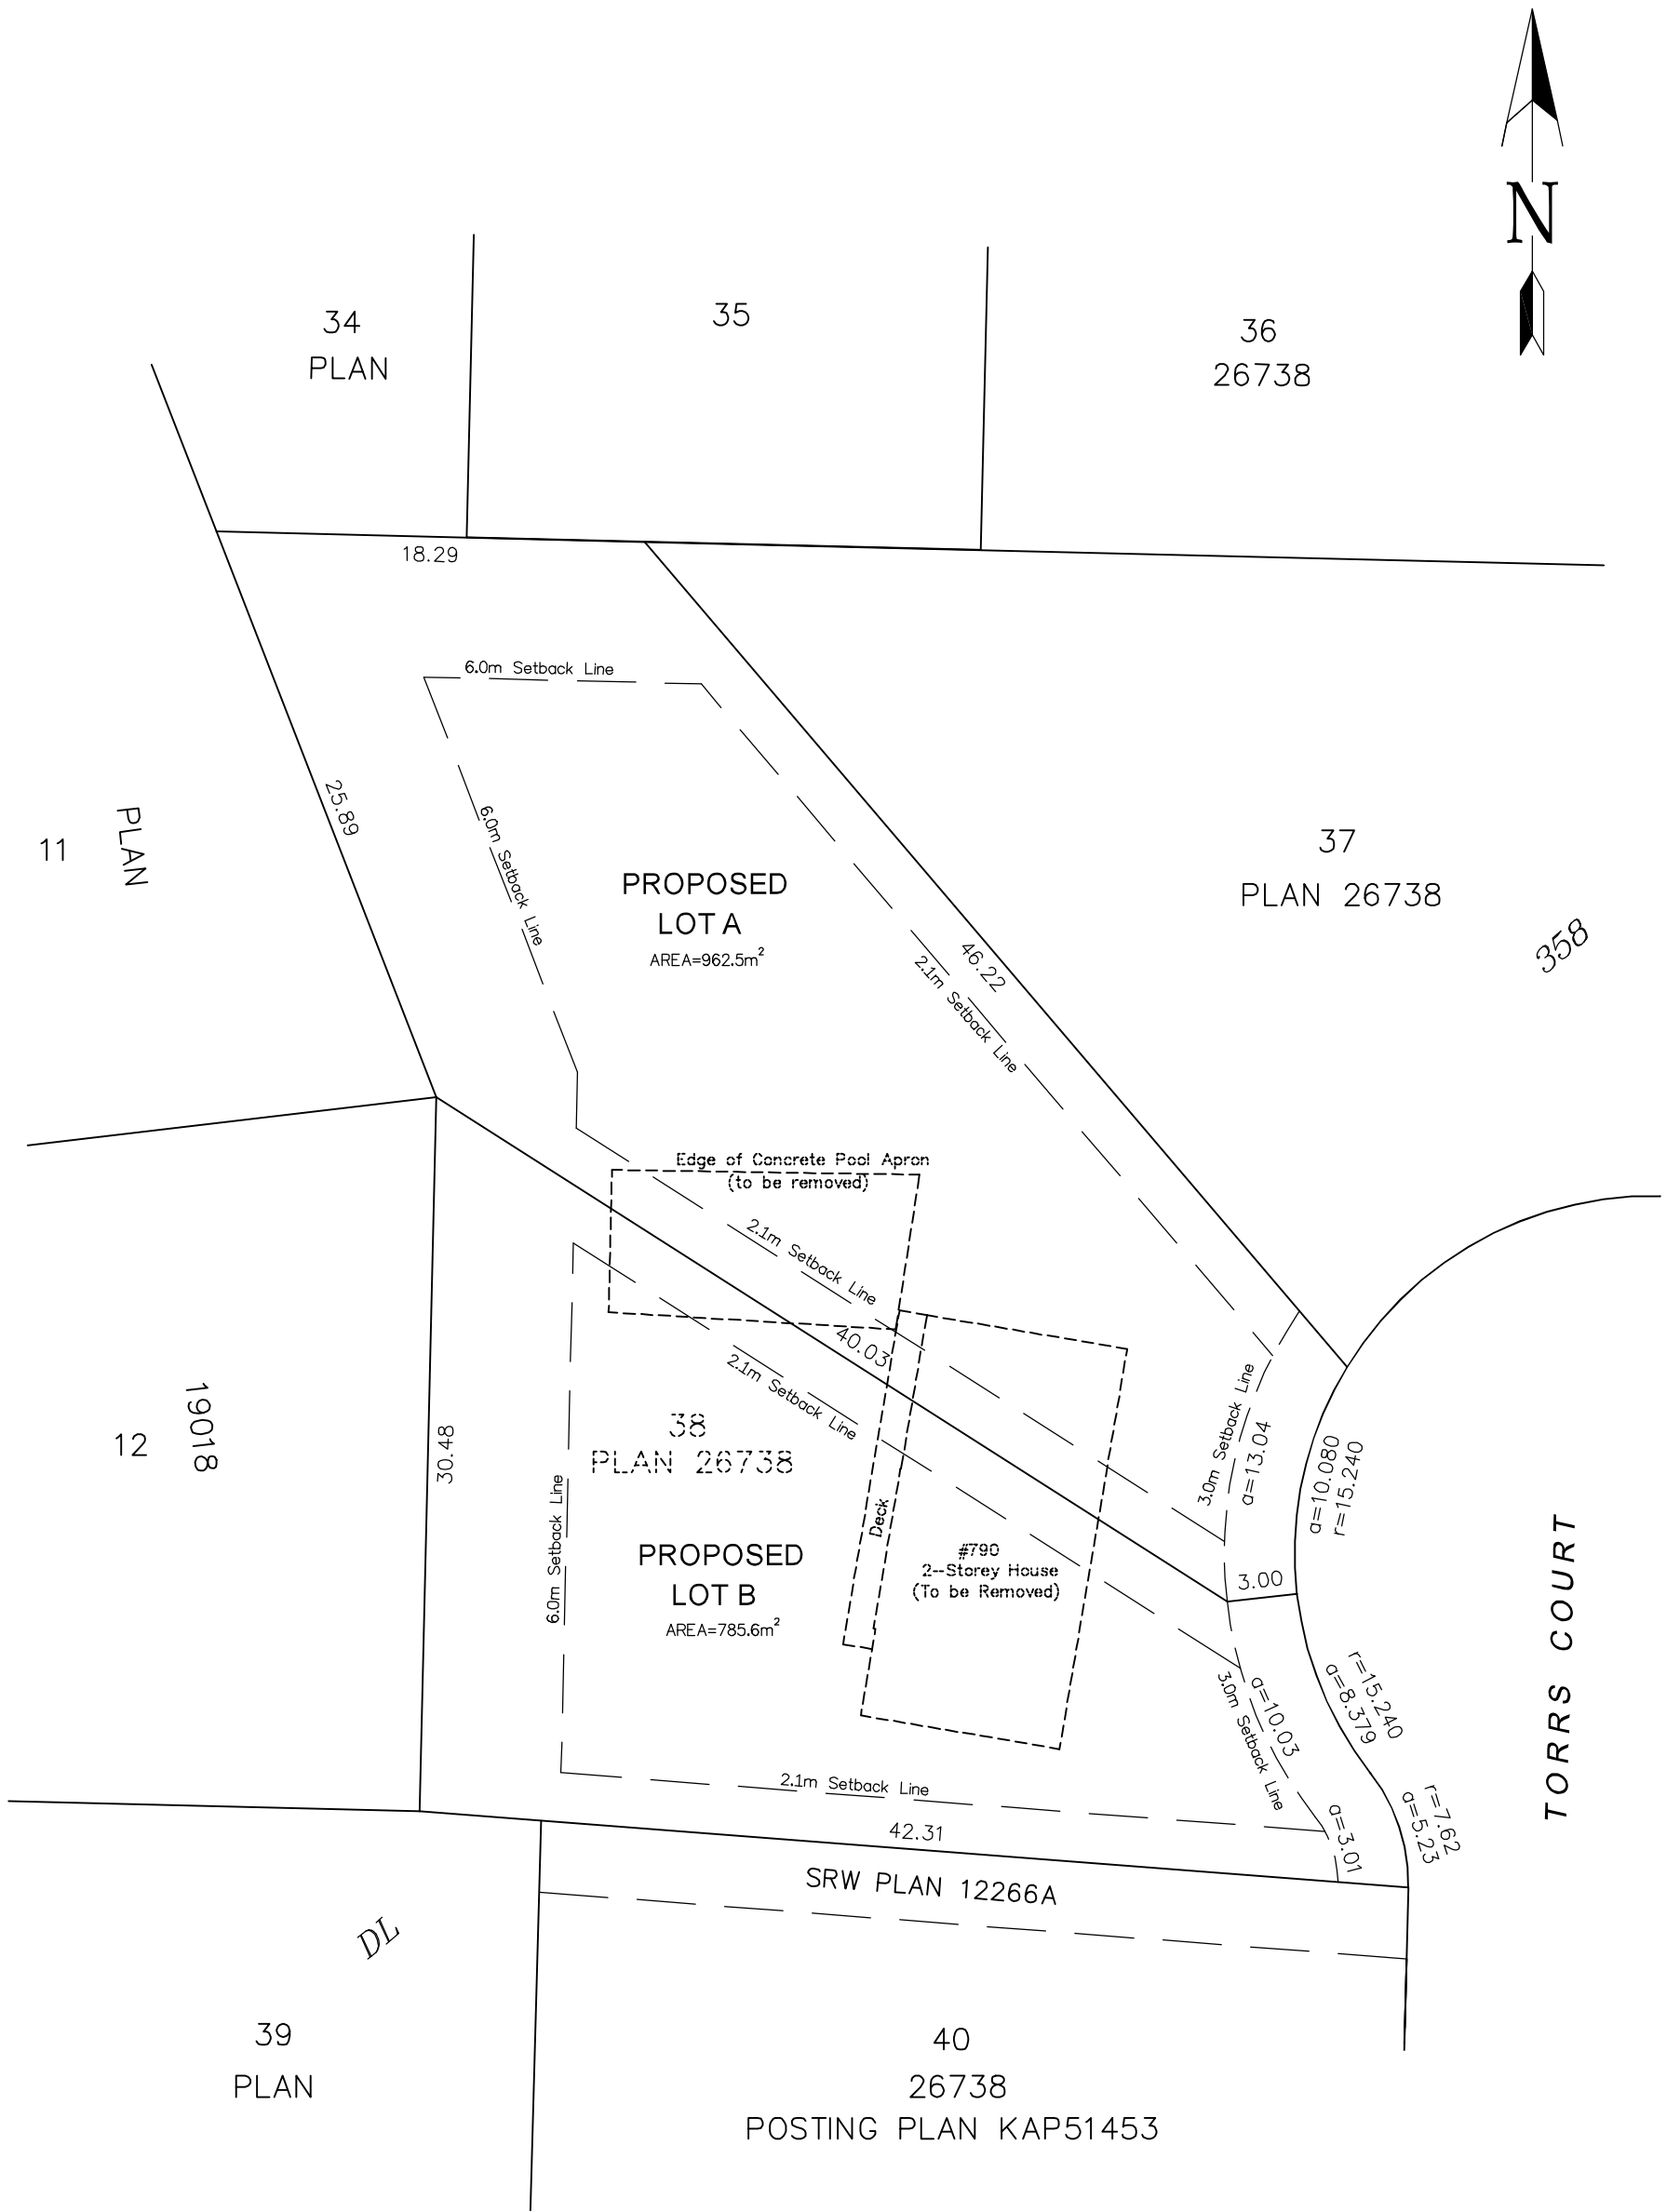 N
34
PLAN
35
36
26738
18.29
6.0m Setback Line
25.89
6.0m Setback Line
11
PLAN
PROPOSED
LOT A
AREA=962.5m²
46.22
2.1m Setback Line
37
PLAN 26738
358
Edge of Concrete Pool Apron
(to be removed)
2.1m Setback Line
40.03
2.1m Setback Line
3.0m Setback Line
a=13.04
a=10.080
r=15.240
12
19018
30.48
38
PLAN 26738
6.0m Setback Line
PROPOSED
LOT B
AREA=785.6m²
Deck
#790
2--Storey House
(To be Removed)
3.00
TORRS COURT
r=15.240
a=8.379
a=10.03
3.0m Setback Line
r=7.62
a=5.23
a=3.01
2.1m Setback Line
42.31
SRW PLAN 12266A
DL
39
PLAN
40
26738
POSTING PLAN KAP51453